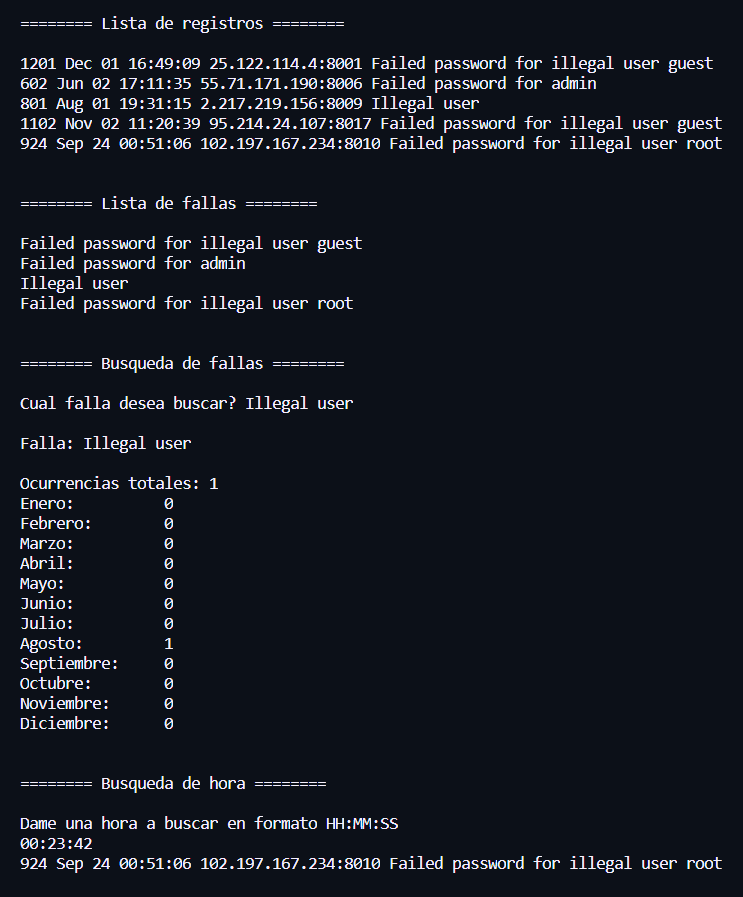 ======== Lista de registros ========
1201 Dec 01 16:49:09 25.122.114.4:8001 Failed password for illegal user guest
602 Jun 02 17:11:35 55.71.171.190:8006 Failed password for admin
801 Aug 01 19:31:15 2.217.219.156:8009 Illegal user
1102 Nov 02 11:20:39 95.214.24.107:8017 Failed password for illegal user guest
924 Sep 24 00:51:06 102.197.167.234:8010 Failed password for illegal user root
======== Lista de fallas ========
Failed password for illegal user guest
Failed password for admin
Illegal user
Failed password for illegal user root
======== Busqueda de fallas ========
Cual falla desea buscar? Illegal user
Falla: Illegal user
Ocurrencias totales: 1
Enero: 0
Febrero: 0
Marzo: 0
Abril: 0
Mayo: 0
Junio: 0
Julio: 0
Agosto: 1
Septiembre: 0
Octubre: 0
Noviembre: 0
Diciembre: 0
======== Busqueda de hora ========
Dame una hora a buscar en formato HH:MM:SS
00:23:42
924 Sep 24 00:51:06 102.197.167.234:8010 Failed password for illegal user root